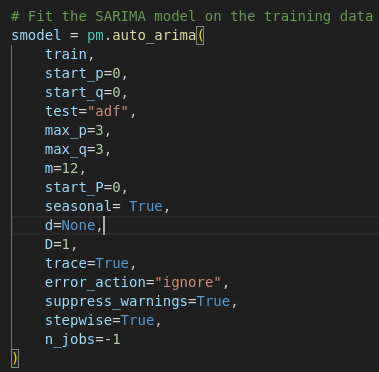 # Fit the SARIMA model on the training data
smodel = pm.auto_arima(
    train,
    start_p=0,
    start_q=0,
    test="adf",
    max_p=3,
    max_q=3,
    m=12,
    start_P=0,
    seasonal= True,
    d=None,
    D=1,
    trace=True,
    error_action="ignore",
    suppress_warnings=True,
    stepwise=True,
    n_jobs=-1
)